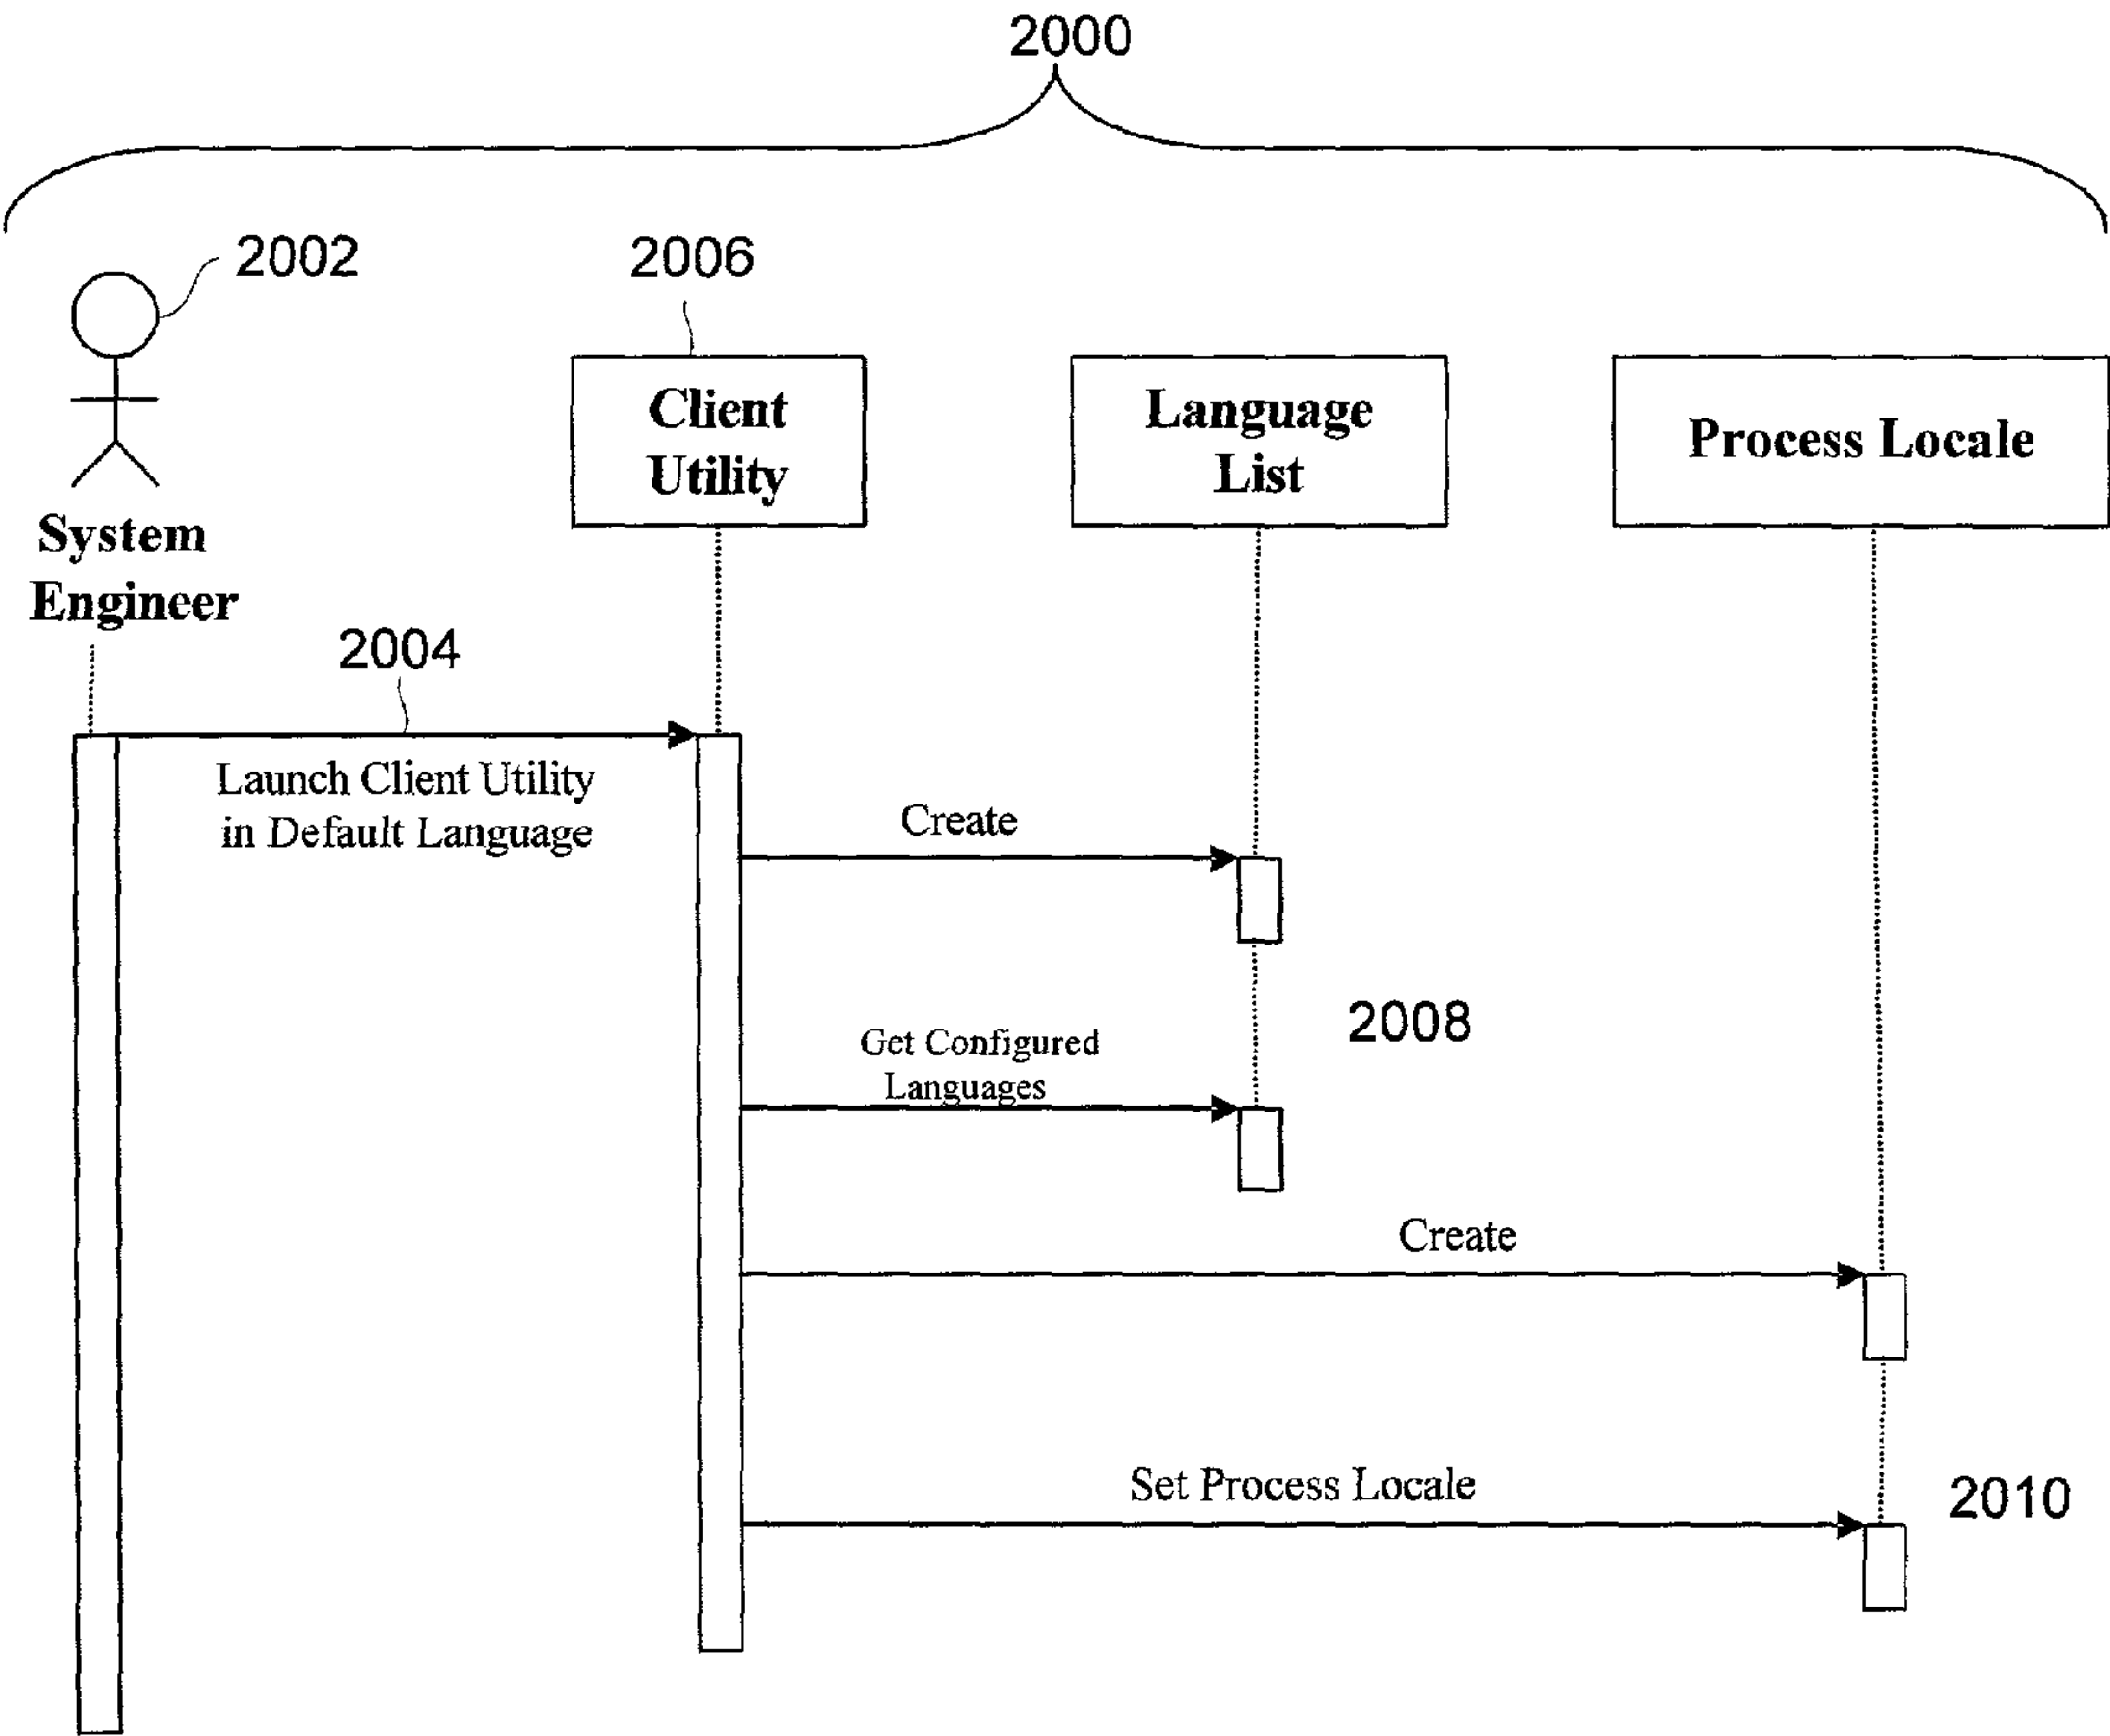 2000
2002
2006
Client
Utility
Language
List
Process Locale
System
Engineer
2004
Launch Client Utility
in Default Language
Create
2008
Get Configured
Languages
Create
Set Process Locale
2010